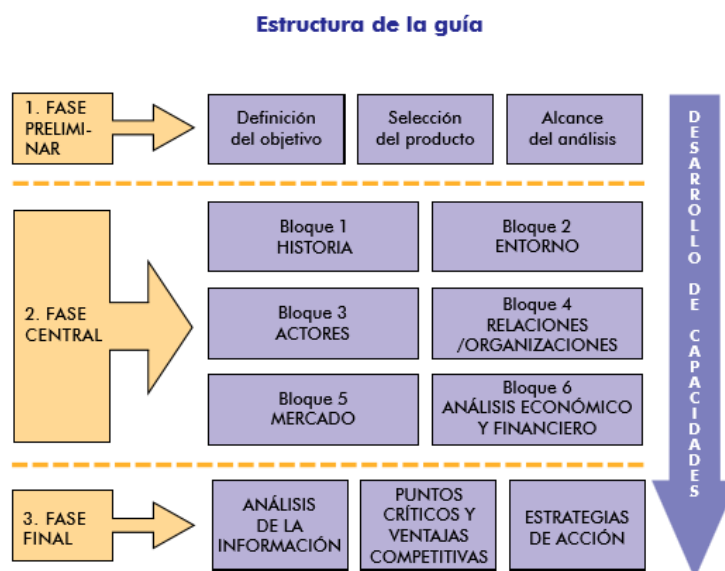 Estructura de la guía
1. FASE
PRELIMI-
NAR
Definición
del objetivo
Selección
del producto
Alcance
del análisis
2. FASE
CENTRAL
Bloque 1
HISTORIA
Bloque 2
ENTORNO
Bloque 3
ACTORES
Bloque 4
RELACIONES
/ORGANIZACIONES
Bloque 5
MERCADO
Bloque 6
ANÁLISIS ECONÓMICO
Y FINANCIERO
3. FASE
FINAL
ANÁLISIS
DE LA
INFORMACIÓN
PUNTOS
CRÍTICOS Y
VENTAJAS
COMPETITIVAS
ESTRATEGIAS
DE ACCIÓN
DESARROLLO DE CAPACIDADES